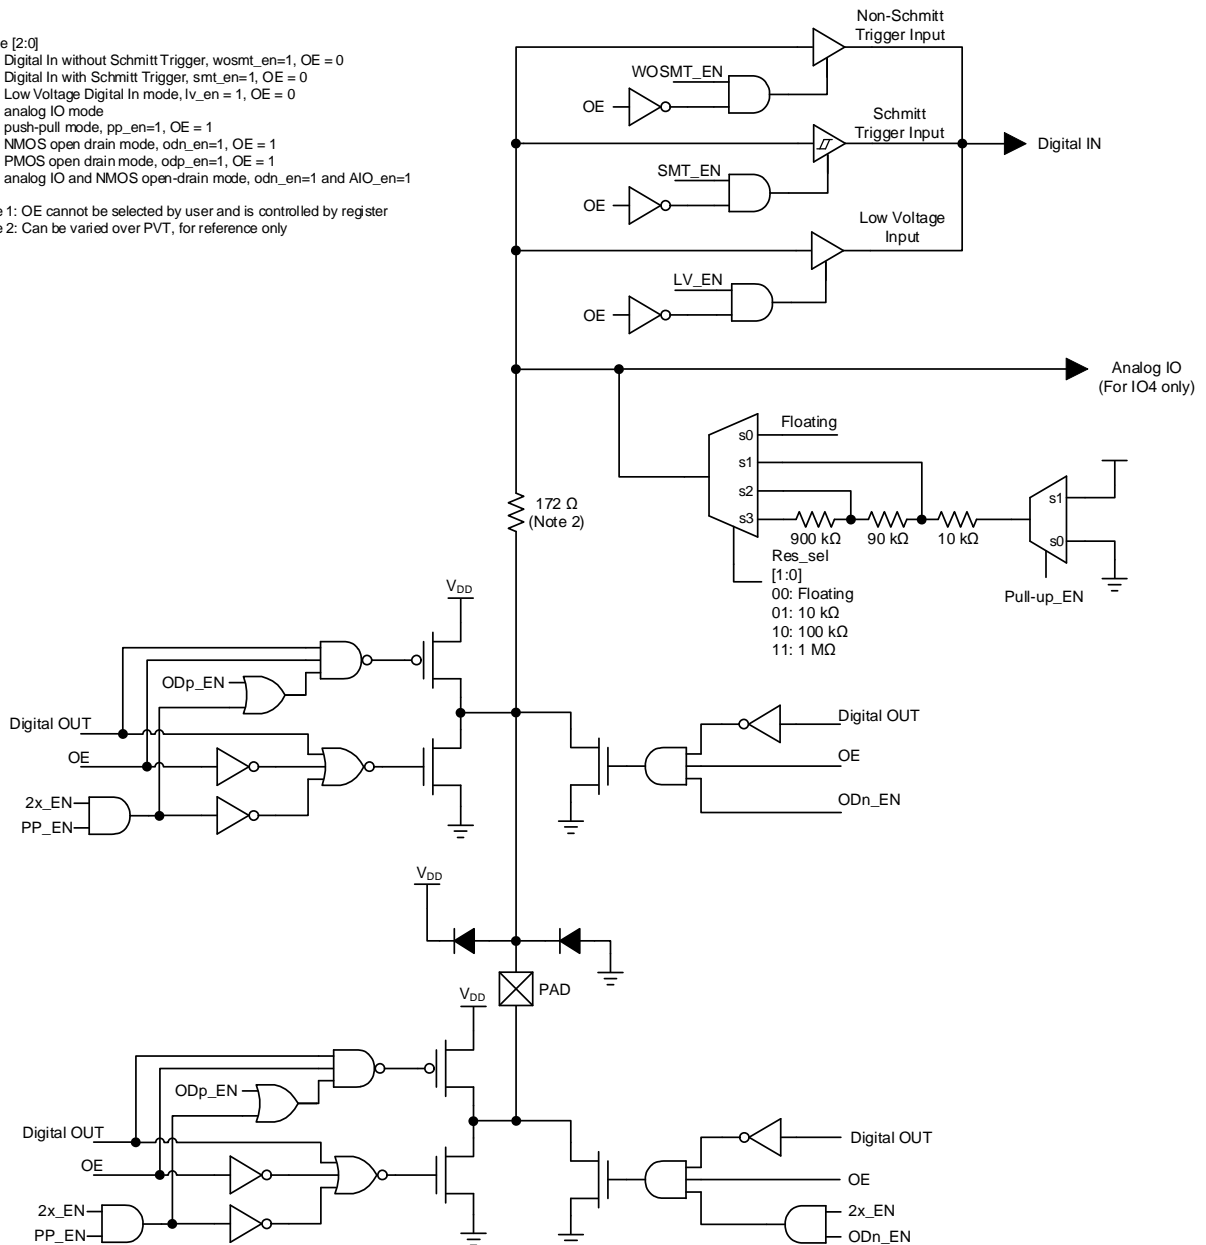 e [2:0]
Digital In without Schmitt Trigger, wosmt_en=1, OE = 0
Digital In with Schmitt Trigger, smt_en=1, OE = 0
Low Voltage Digital In mode, lv_en = 1, OE = 0
analog IO mode
push-pull mode, pp_en=1, OE = 1
NMOS open drain mode, odn_en=1, OE = 1
PMOS open drain mode, odp_en=1, OE = 1
analog IO and NMOS open-drain mode, odn_en=1 and AIO_en=1
e 1: OE cannot be selected by user and is controlled by register
e 2: Can be varied over PVT, for reference only
Non-Schmitt
Trigger Input
WOSMT_EN
OE
Schmitt
Trigger Input
Digital IN
SMT_EN
OE
Low Voltage
Input
LV_EN
OE
Analog IO
(For IO4 only)
Floating
s0
s1
s2
s3
900 kΩ
90 kΩ
10 kΩ
s1
s0
Pull-up_EN
Res_sel
[1:0]
00: Floating
01: 10 kΩ
10: 100 kΩ
11: 1 MΩ
172 Ω
(Note 2)
VDD
ODp_EN
Digital OUT
OE
2x_EN
PP_EN
Digital OUT
OE
ODn_EN
VDD
PAD
VDD
ODp_EN
Digital OUT
OE
2x_EN
PP_EN
Digital OUT
OE
2x_EN
ODn_EN